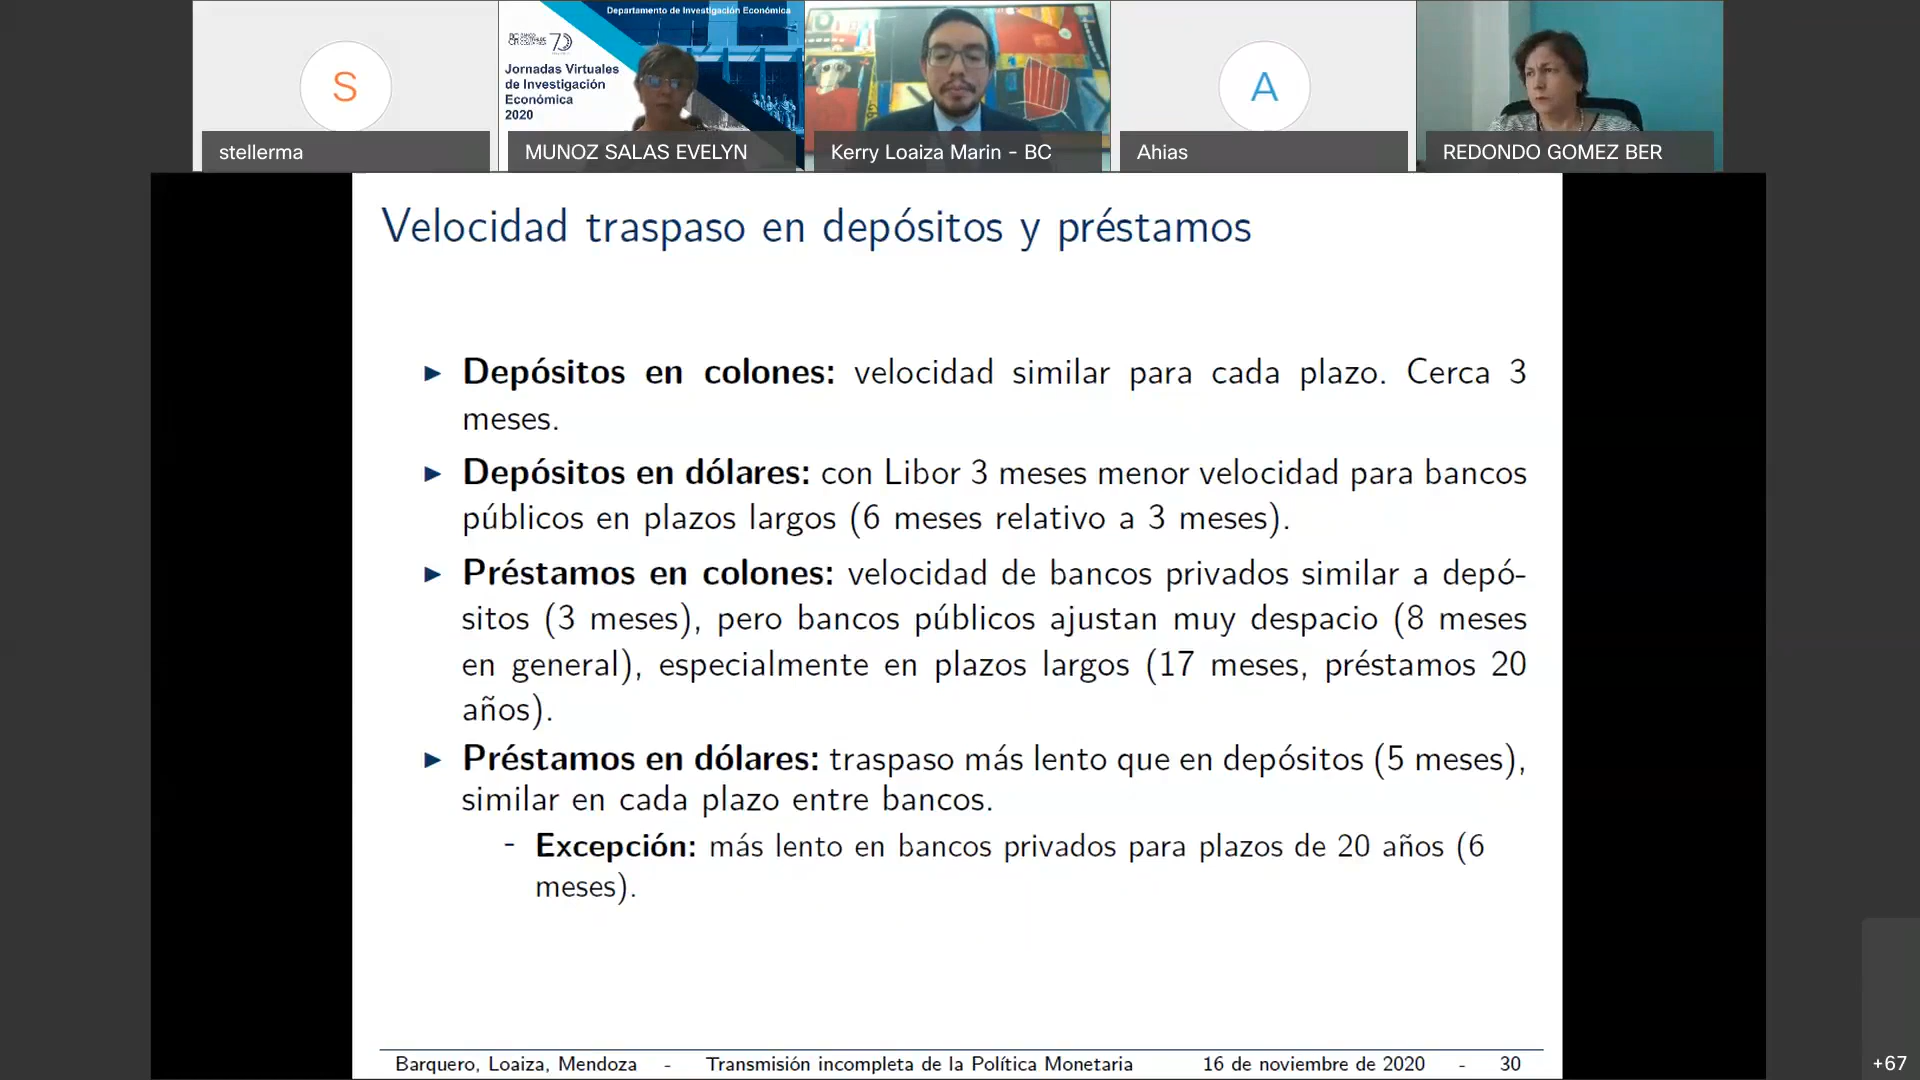 S
stellerma
Departamento de Investigación Económica
70
Jornadas Virtuales
de Investigación
Económica
2020
MUNOZ SALAS EVELYN
Kerry Loaiza Marin - BC
A
Ahias
REDONDO GOMEZ BER
Velocidad traspaso en depósitos y préstamos
Depósitos en colones: velocidad similar para cada plazo. Cerca 3
meses.
Depósitos en dólares: con Libor 3 meses menor velocidad para bancos
públicos en plazos largos (6 meses relativo a 3 meses).
Préstamos en colones: velocidad de bancos privados similar a depó-
sitos (3 meses), pero bancos públicos ajustan muy despacio (8 meses
en general), especialmente en plazos largos (17 meses, préstamos 20
años).
Préstamos en dólares: traspaso más lento que en depósitos (5 meses),
similar en cada plazo entre bancos.
- Excepción: más lento en bancos privados para plazos de 20 años (6
meses).
Barquero, Loaiza, Mendoza - Transmisión incompleta de la Política Monetaria 16 de noviembre de 2020 - 30
+67